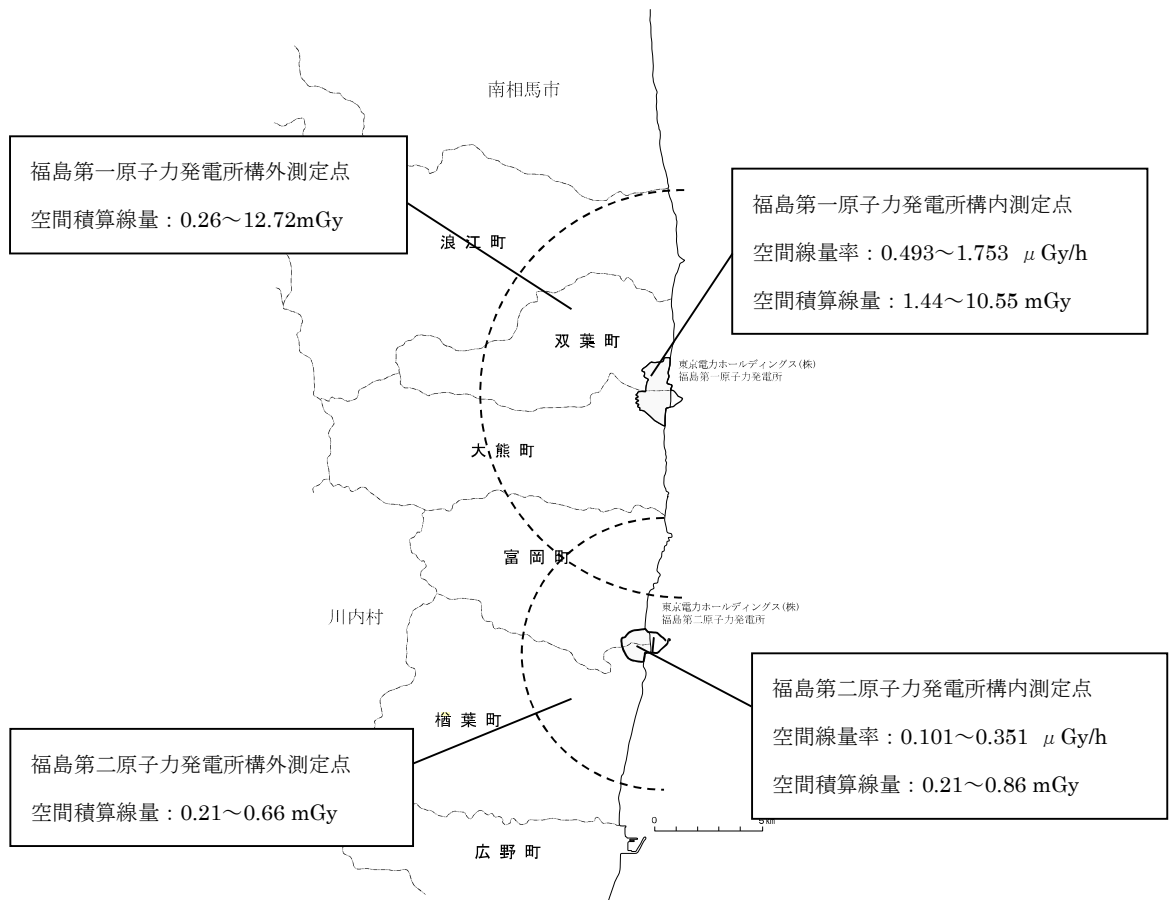 南相馬市
福島第一原子力発電所構外測定点
空間積算線量：0.26～12.72mGy
福島第一原子力発電所構内測定点
空間線量率：0.493～1.753 μGy/h
空間積算線量：1.44～10.55 mGy
浪江町
双葉町
東京電力ホールディングス(株)
福島第一原子力発電所
大熊町
富岡町
川内村
東京電力ホールディングス(株)
福島第二原子力発電所
福島第二原子力発電所構内測定点
空間線量率：0.101～0.351 μGy/h
空間積算線量：0.21～0.86 mGy
楢葉町
福島第二原子力発電所構外測定点
空間積算線量：0.21～0.66 mGy
0 5km
広野町